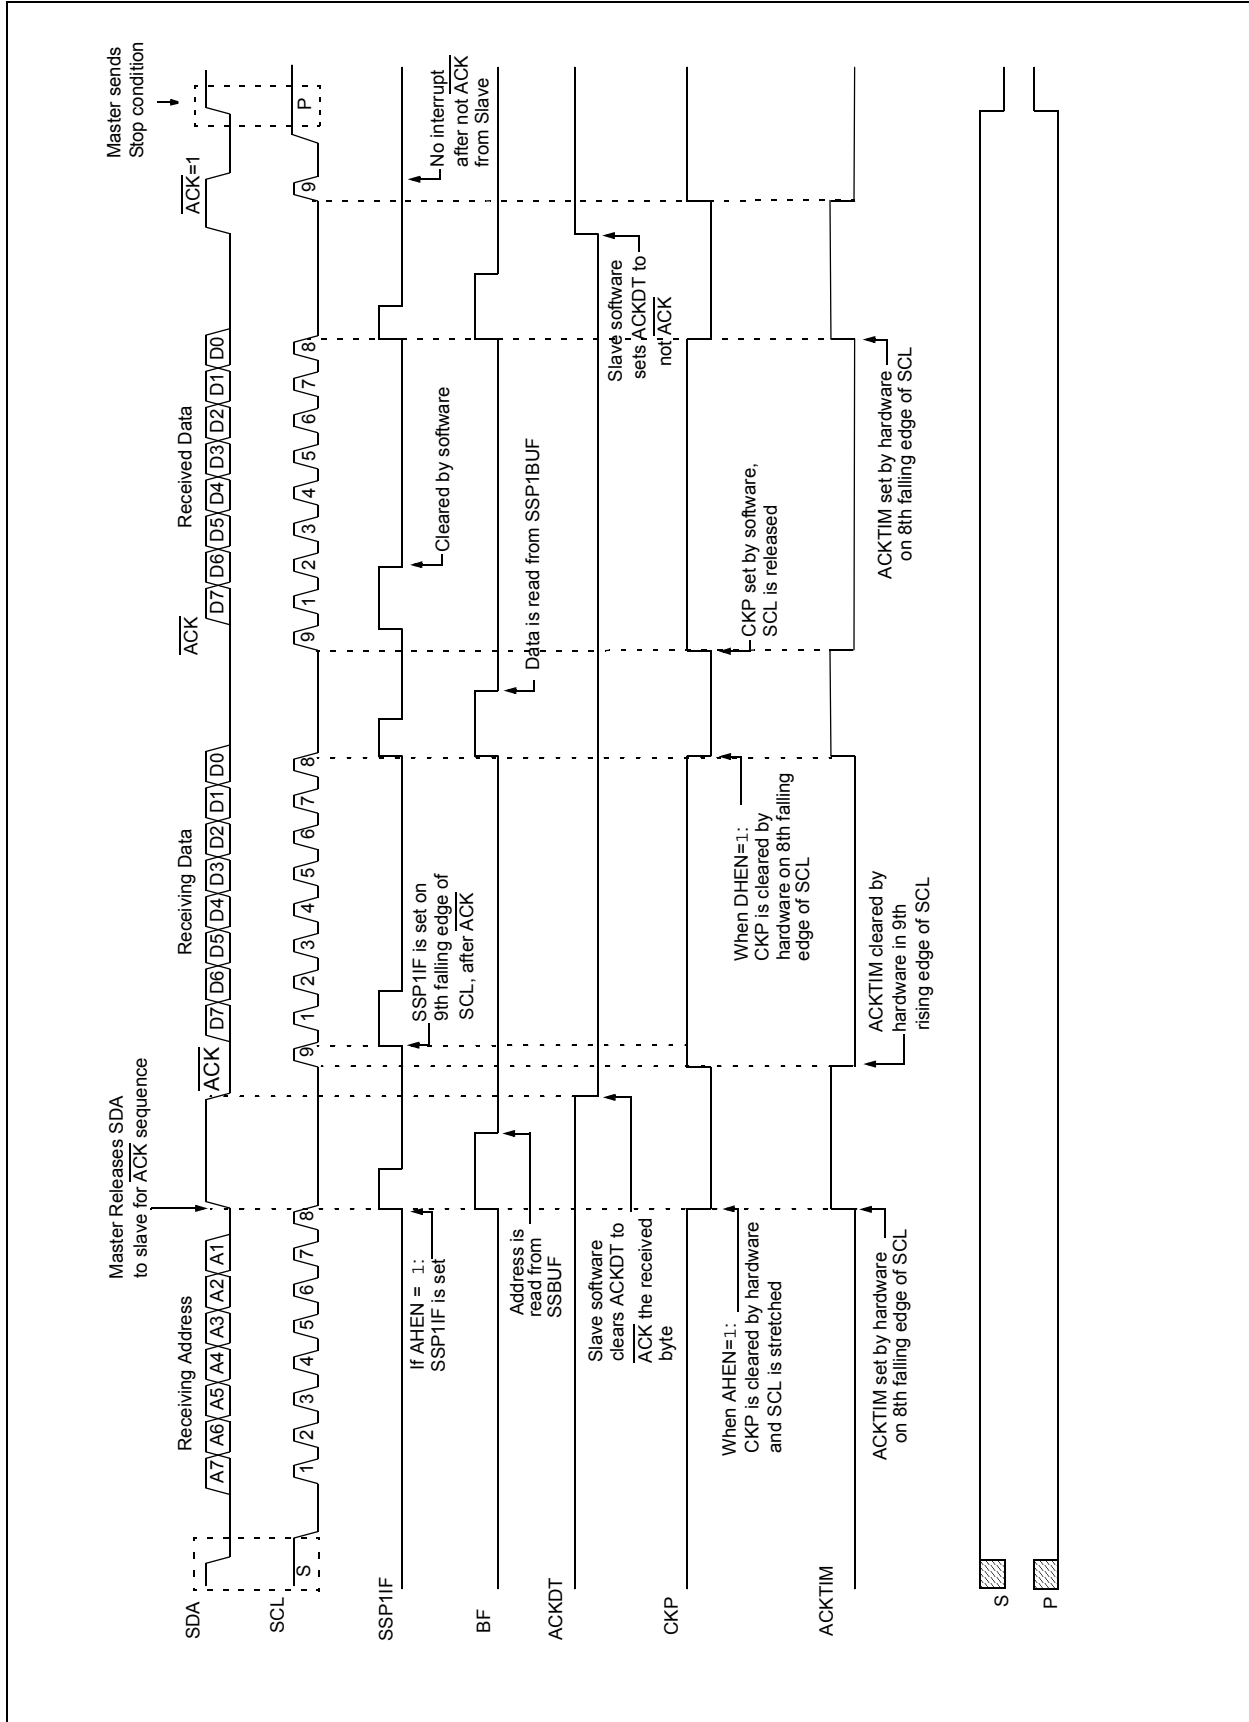 Master Releases SDA
to slave for ACK sequence
Master sends
Stop condition
Receiving Address
Receiving Data
Received Data
ACK
ACK
ACK=1
SDA
A7 A6 A5 A4 A3 A2 A1
D7 D6 D5 D4 D3 D2 D1 D0
D7 D6 D5 D4 D3 D2 D1 D0
SCL
S
1 2 3 4 5 6 7 8
9
1 2 3 4 5 6 7 8
9
1 2 3 4 5 6 7 8
9
P
SSP1IF
If AHEN = 1:
SSP1IF is set
SSP1IF is set on
9th falling edge of
SCL, after ACK
Cleared by software
No interrupt
after not ACK
from Slave
BF
Address is
read from
SSBUF
Data is read from SSP1BUF
ACKDT
Slave software
clears ACKDT to
ACK the received
byte
Slave software
sets ACKDT to
not ACK
CKP
When AHEN=1:
CKP is cleared by hardware
and SCL is stretched
When DHEN=1:
CKP is cleared by
hardware on 8th falling
edge of SCL
CKP set by software,
SCL is released
ACKTIM
ACKTIM set by hardware
on 8th falling edge of SCL
ACKTIM cleared by
hardware in 9th
rising edge of SCL
ACKTIM set by hardware
on 8th falling edge of SCL
S
P